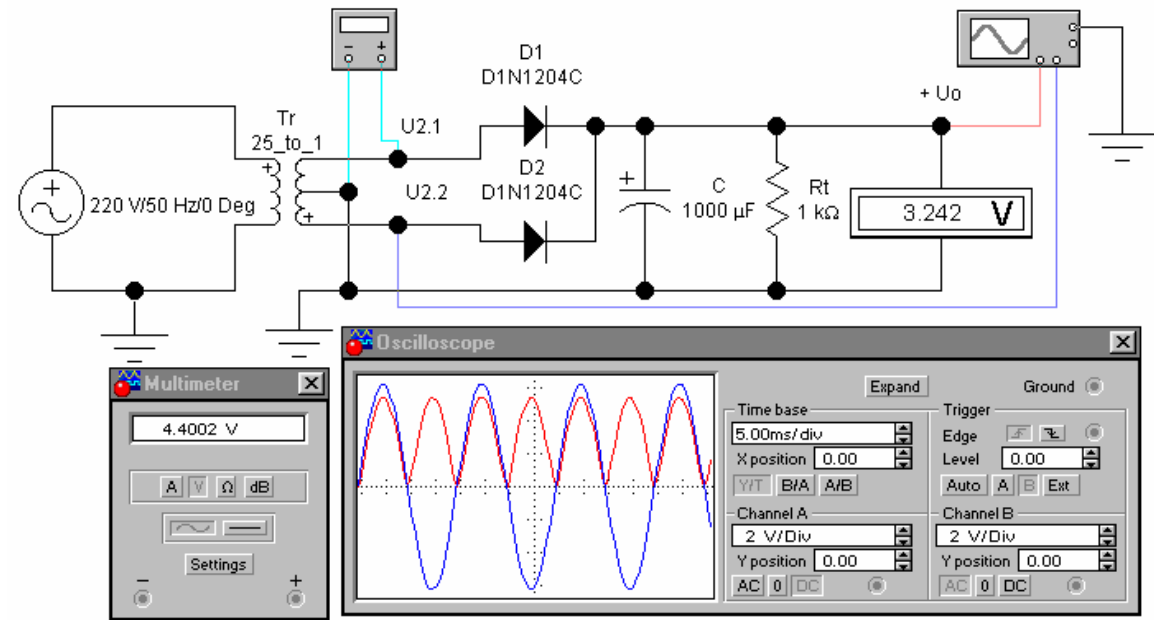 − +
D1
D1N1204C
+ Uo
Tr
25_to_1
+
U2.1
+
220 V/50 Hz/0 Deg
U2.2
D2
D1N1204C
+
C
1000 µF
Rt
1 kΩ
3.242 V
+
Oscilloscope
Multimeter
4.4002 V
A V Ω dB
Settings
− +
Expand
Ground
Time base
5.00ms/div
X position 0.00
Y/T B/A A/B
Trigger
Edge
Level 0.00
Auto A B Ext
Channel A
2 V/Div
Y position 0.00
AC 0 DC
Channel B
2 V/Div
Y position 0.00
AC 0 DC